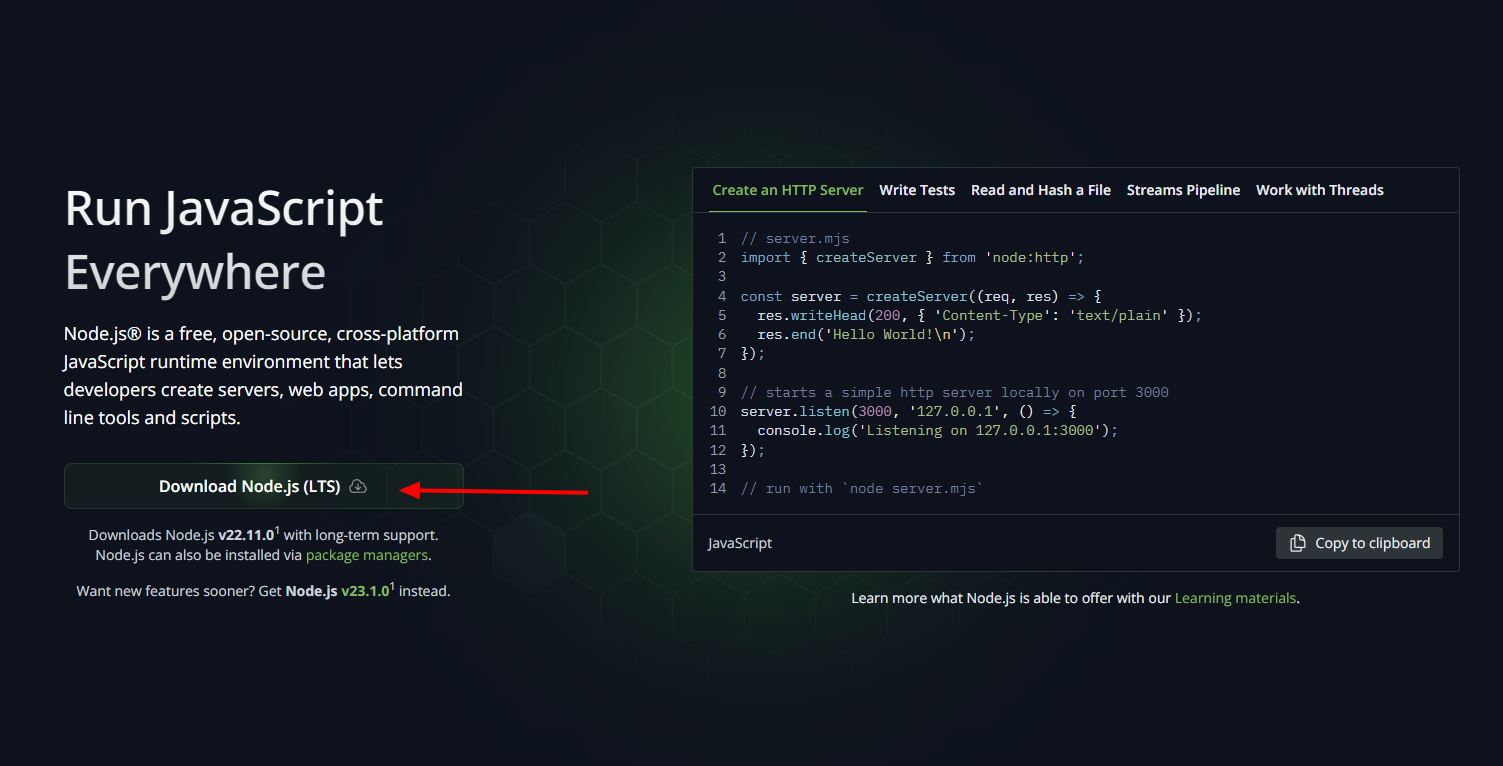 Run JavaScript
Everywhere
Node.js® is a free, open-source, cross-platform
JavaScript runtime environment that lets
developers create servers, web apps, command
line tools and scripts.
Download Node.js (LTS)
Downloads Node.js v22.11.0¹ with long-term support.
Node.js can also be installed via package managers.
Want new features sooner? Get Node.js v23.1.0¹ instead.
Create an HTTP Server Write Tests Read and Hash a File Streams Pipeline Work with Threads
1 // server.mjs
2 import { createServer } from 'node:http';
3
4 const server = createServer((req, res) => {
5   res.writeHead(200, { 'Content-Type': 'text/plain' });
6   res.end('Hello World!\n');
7 });
8
9 // starts a simple http server locally on port 3000
10 server.listen(3000, '127.0.0.1', () => {
11   console.log('Listening on 127.0.0.1:3000');
12 });
13
14 // run with `node server.mjs`
JavaScript
Copy to clipboard
Learn more what Node.js is able to offer with our Learning materials.